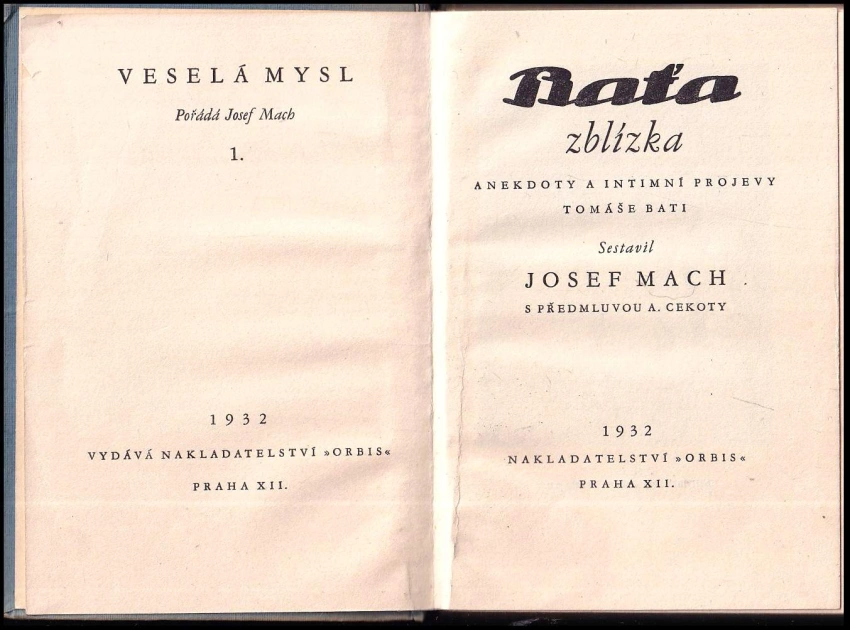 VESELÁ MYSL
Pořádá Josef Mach
1.
1932
VYDÁVÁ NAKLADATELSTVÍ »ORBIS«
PRAHA XII.
Baťa
zblízka
ANEKDOTY A INTIMNÍ PROJEVY
TOMÁŠE BATI
Sestavil
JOSEF MACH
S PŘEDMLUVOU A. CEKOTY
1932
NAKLADATELSTVÍ »ORBIS«
PRAHA XII.